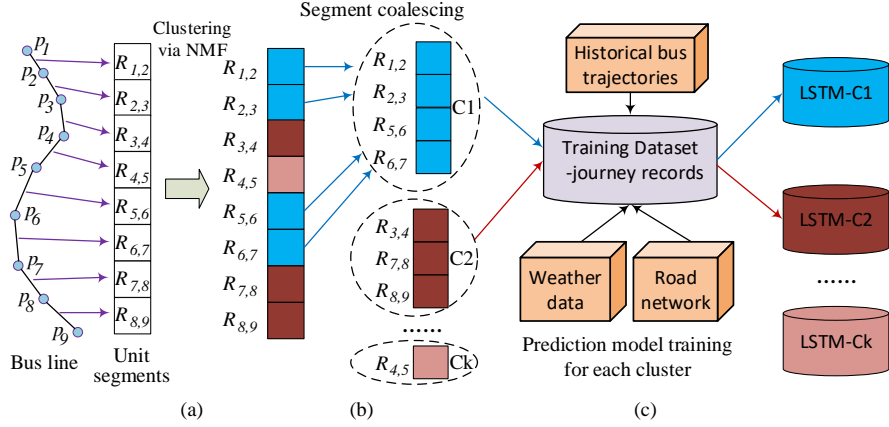 p1
p2
p3
p4
p5
p6
p7
p8
p9
Bus line
R1,2
R2,3
R3,4
R4,5
R5,6
R6,7
R7,8
R8,9
Unit
segments
(a)
Clustering
via NMF
R1,2
R2,3
R3,4
R4,5
R5,6
R6,7
R7,8
R8,9
Segment coalescing
R1,2
R2,3
R5,6
R6,7
C1
R3,4
R7,8
R8,9
C2
......
R4,5
Ck
(b)
Historical bus
trajectories
Training Dataset
-journey records
Weather
data
Road
network
Prediction model training
for each cluster
(c)
LSTM-C1
LSTM-C2
......
LSTM-Ck